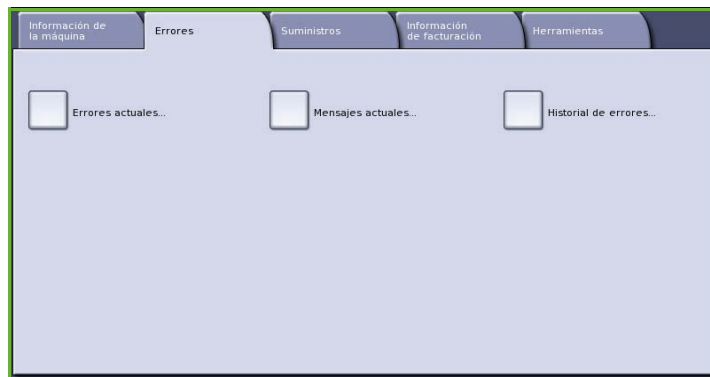 Información de
la máquina
Errores
Suministros
Información
de facturación
Herramientas
Errores actuales...
Mensajes actuales...
Historial de errores...